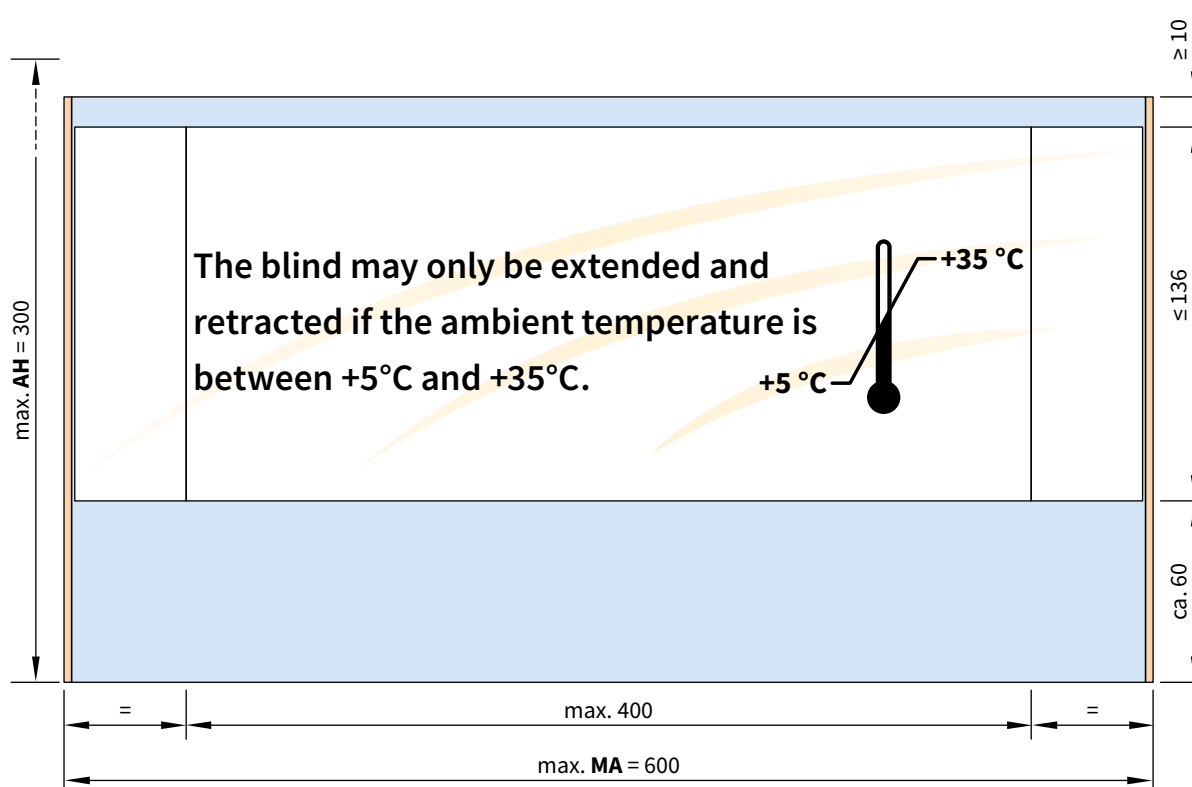 ≥ 10
max. AH = 300
The blind may only be extended and
retracted if the ambient temperature is
between +5°C and +35°C.
+35 °C
+5 °C
≤ 136
ca. 60
=
max. 400
=
max. MA = 600